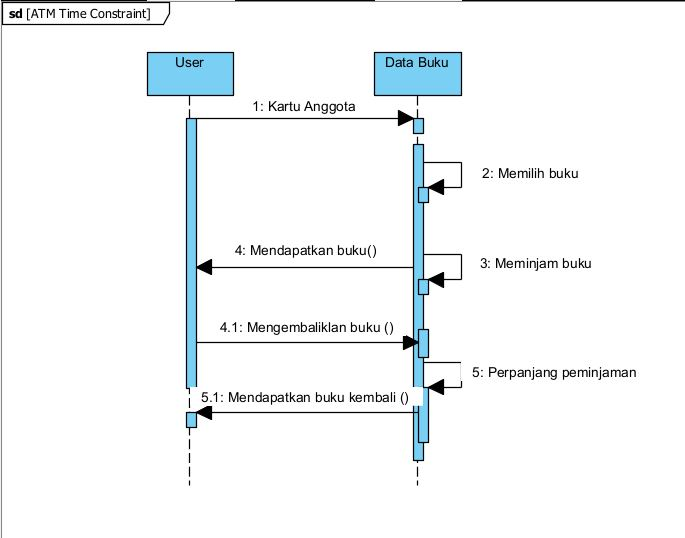 sd [ATM Time Constraint]
User
Data Buku
1: Kartu Anggota
2: Memilih buku
4: Mendapatkan buku()
3: Meminjam buku
4.1: Mengembaliklan buku ()
5: Perpanjang peminjaman
5.1: Mendapatkan buku kembali ()